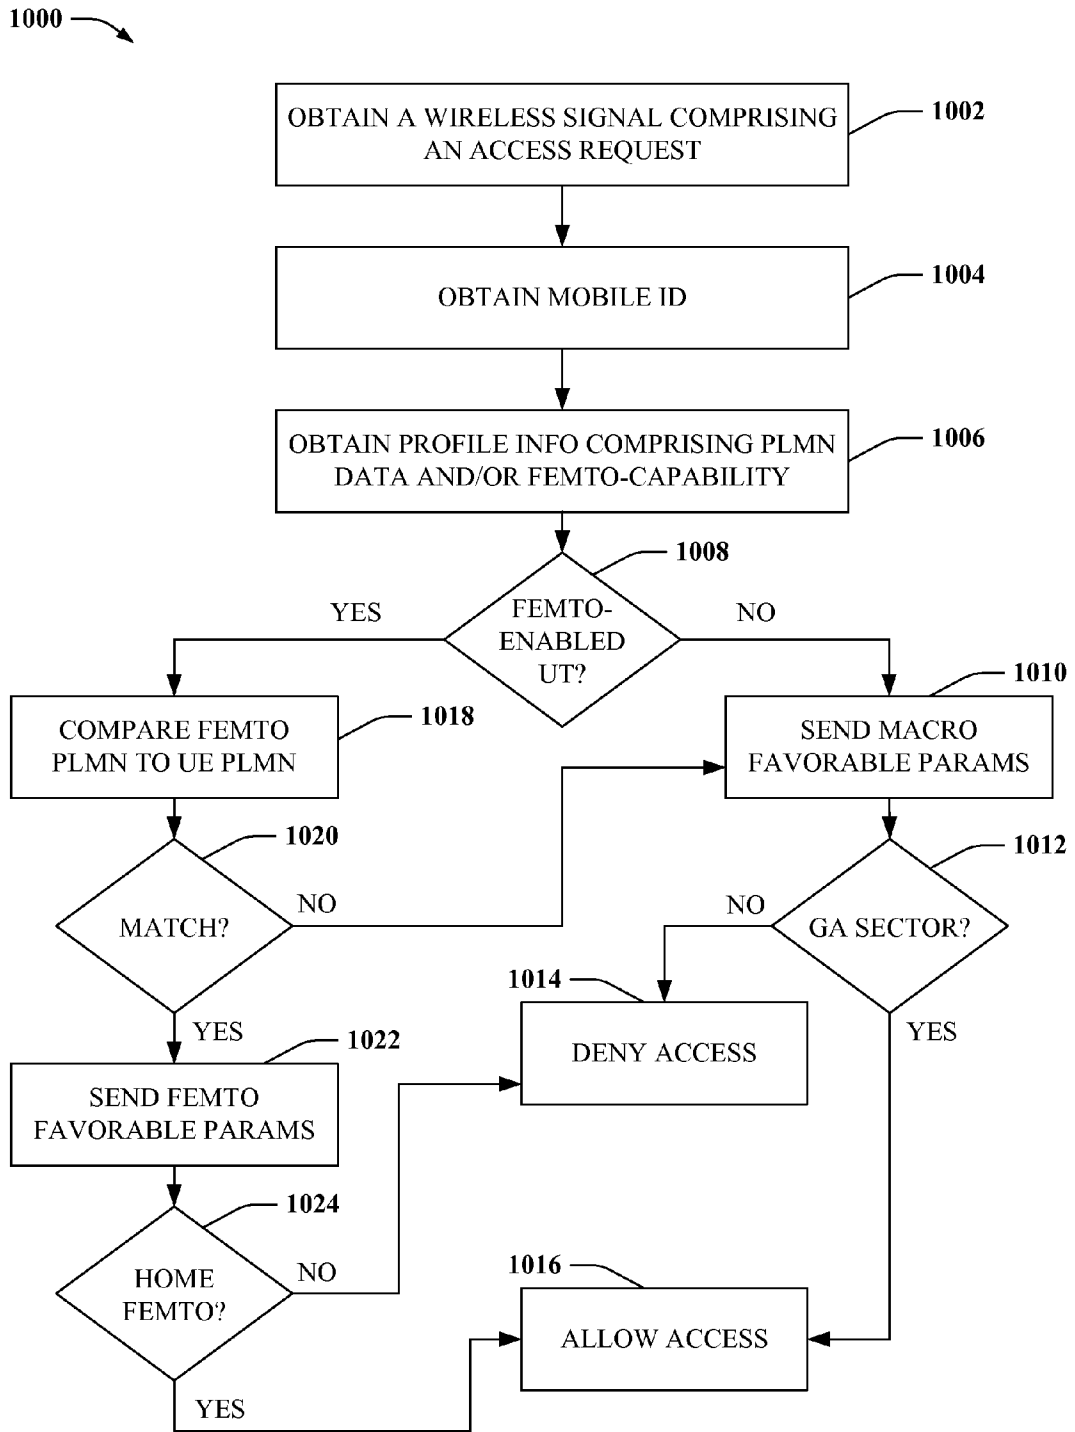 1000
OBTAIN A WIRELESS SIGNAL COMPRISING
AN ACCESS REQUEST
1002
OBTAIN MOBILE ID
1004
OBTAIN PROFILE INFO COMPRISING PLMN
DATA AND/OR FEMTO-CAPABILITY
1006
1008
FEMTO-
ENABLED
UT?
YES
NO
COMPARE FEMTO
PLMN TO UE PLMN
1018
1010
SEND MACRO
FAVORABLE PARAMS
1020
MATCH?
NO
YES
1012
GA SECTOR?
NO
YES
1014
DENY ACCESS
1022
SEND FEMTO
FAVORABLE PARAMS
1024
HOME
FEMTO?
NO
YES
1016
ALLOW ACCESS